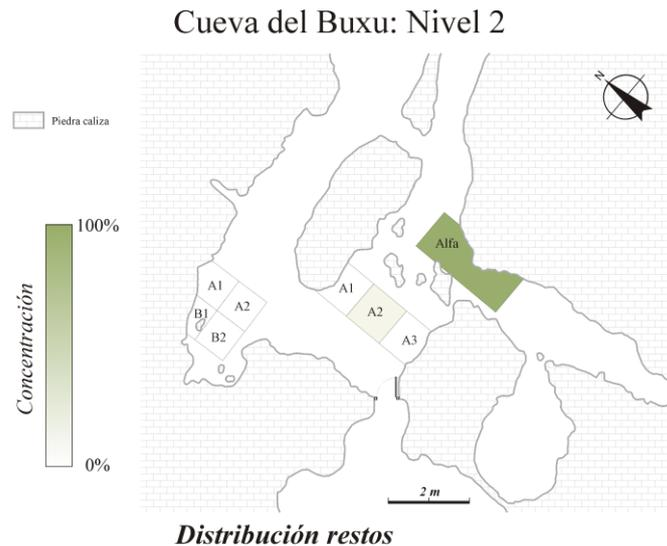 Cueva del Buxu: Nivel 2
N
Piedra caliza
100%
Concentración
0%
Alfa
A1
A2
A3
A1
B1
A2
B2
2 m
Distribución restos